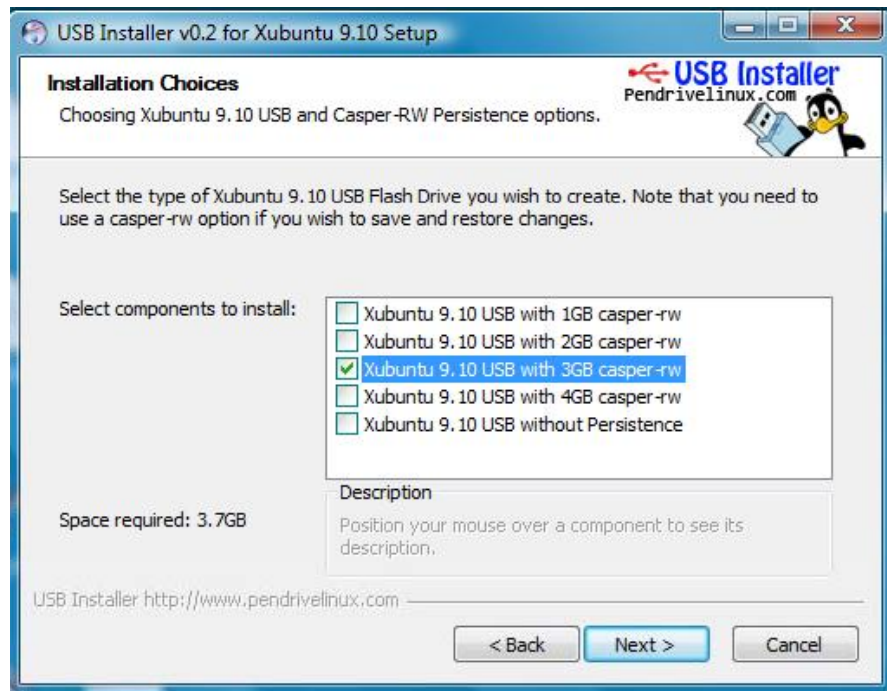 USB Installer v0.2 for Xubuntu 9.10 Setup
Installation Choices
Choosing Xubuntu 9.10 USB and Casper-RW Persistence options.
USB Installer
Pendrivelinux.com
Select the type of Xubuntu 9.10 USB Flash Drive you wish to create. Note that you need to
use a casper-rw option if you wish to save and restore changes.
Select components to install:
Xubuntu 9.10 USB with 1GB casper-rw
Xubuntu 9.10 USB with 2GB casper-rw
Xubuntu 9.10 USB with 3GB casper-rw
Xubuntu 9.10 USB with 4GB casper-rw
Xubuntu 9.10 USB without Persistence
Space required: 3.7GB
Description
Position your mouse over a component to see its
description.
USB Installer http://www.pendrivelinux.com
< Back
Next >
Cancel